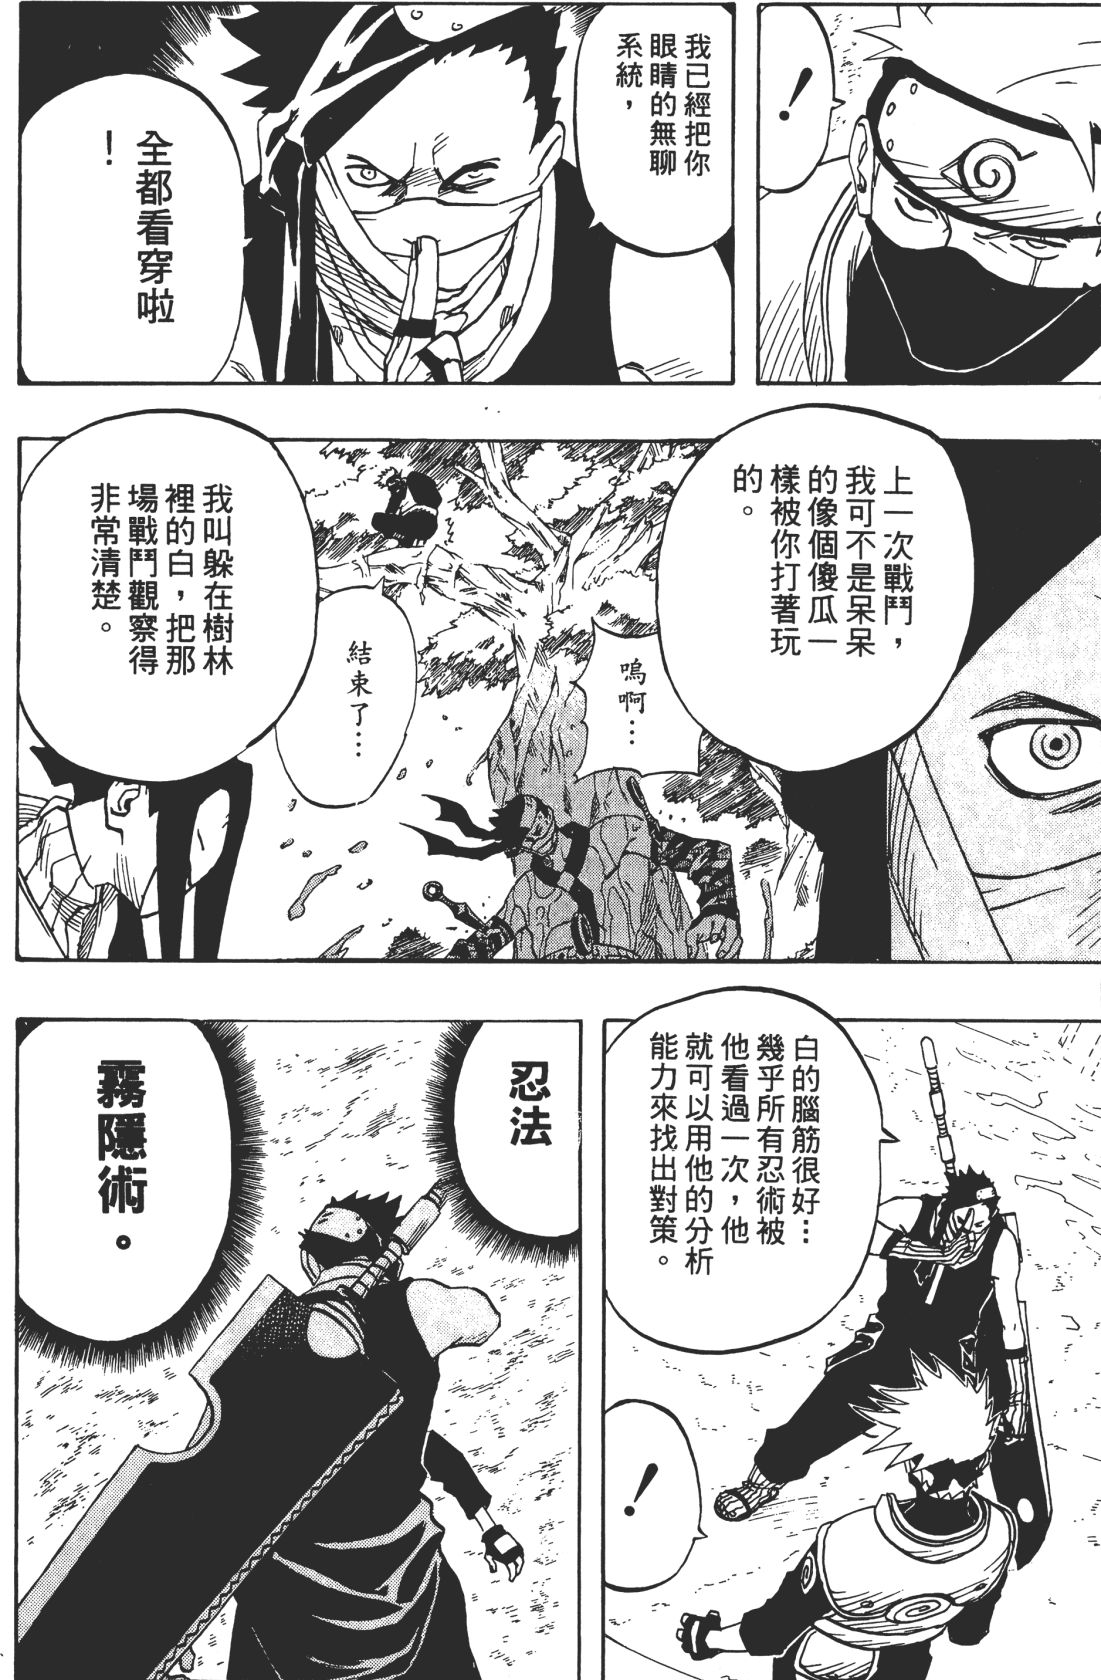 ！
我已經把你
眼睛的無聊
系統，
全都看穿啦
！
上一次戰鬥，
我可不是呆呆
的像個傻瓜一
樣被你打著玩
的。
嗚啊…
結束了…
我叫躲在樹林
裡的白，把那
場戰鬥觀察得
非常清楚。
白的腦筋很好…
幾乎所有忍術被
他看過一次，他
就可以用他的分析
能力來找出對策。
！
忍法
霧隱術。